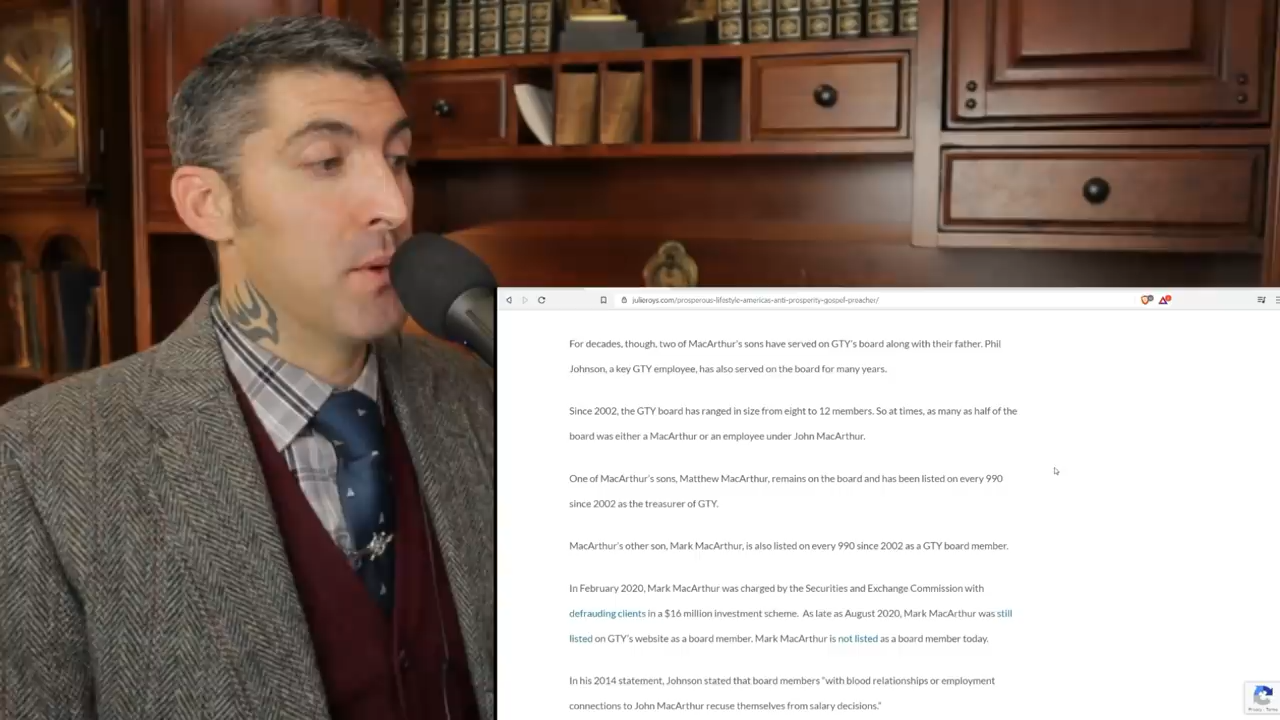 julieroys.com/prosperous-lifestyle-americas-anti-prosperity-gospel-preacher/
For decades, though, two of MacArthur's sons have served on GTY's board along with their father. Phil
Johnson, a key GTY employee, has also served on the board for many years.
Since 2002, the GTY board has ranged in size from eight to 12 members. So at times, as many as half of the
board was either a MacArthur or an employee under John MacArthur.
One of MacArthur's sons, Matthew MacArthur, remains on the board and has been listed on every 990
since 2002 as the treasurer of GTY.
MacArthur's other son, Mark MacArthur, is also listed on every 990 since 2002 as a GTY board member.
In February 2020, Mark MacArthur was charged by the Securities and Exchange Commission with
defrauding clients in a $16 million investment scheme. As late as August 2020, Mark MacArthur was still
listed on GTY's website as a board member. Mark MacArthur is not listed as a board member today.
In his 2014 statement, Johnson stated that board members "with blood relationships or employment
connections to John MacArthur recuse themselves from salary decisions."